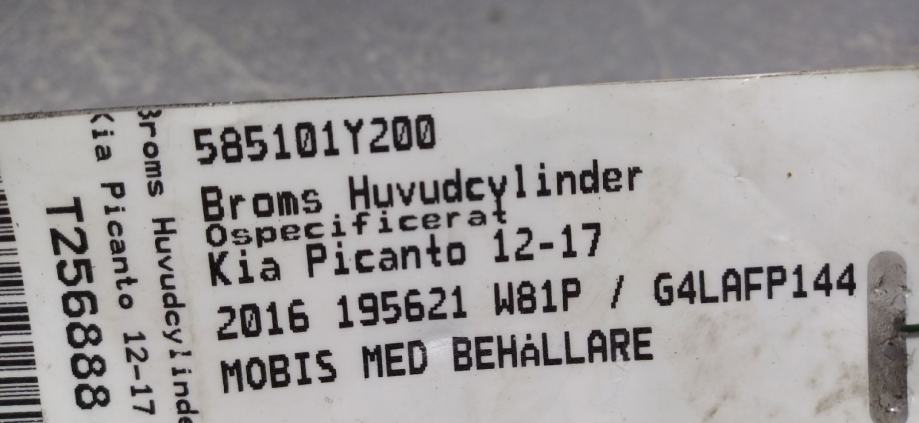 585101Y200
Broms Huvudcylinder
Ospecificerat
Kia Picanto 12-17
2016 195621 W81P / G4LAFP144
MOBIS MED BEHÅLLARE
Broms Huvudcylinde
Kia Picanto 12-17
T256888